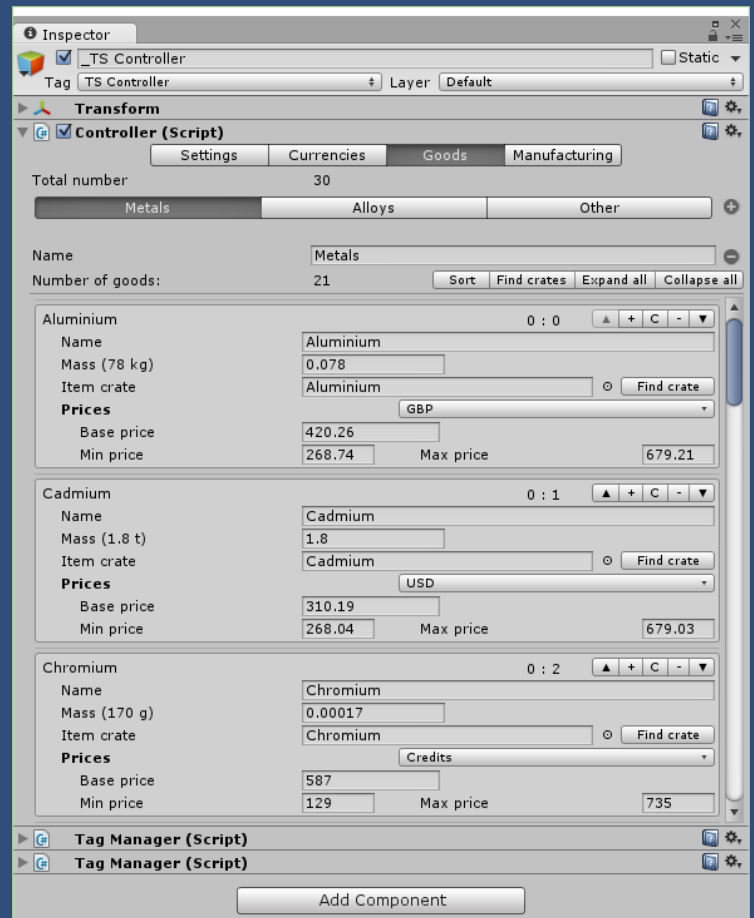 Inspector
_TS Controller Static
Tag TS Controller Layer Default
Transform
Controller (Script)
Settings Currencies Goods Manufacturing
Total number 30
Metals Alloys Other
Name Metals
Number of goods: 21 Sort Find crates Expand all Collapse all
Aluminium 0 : 0 ▲ + C - ▼
Name Aluminium
Mass (78 kg) 0.078
Item crate Aluminium Find crate
Prices GBP
Base price 420.26
Min price 268.74 Max price 679.21
Cadmium 0 : 1 ▲ + C - ▼
Name Cadmium
Mass (1.8 t) 1.8
Item crate Cadmium Find crate
Prices USD
Base price 310.19
Min price 268.04 Max price 679.03
Chromium 0 : 2 ▲ + C - ▼
Name Chromium
Mass (170 g) 0.00017
Item crate Chromium Find crate
Prices Credits
Base price 587
Min price 129 Max price 735
Tag Manager (Script)
Tag Manager (Script)
Add Component